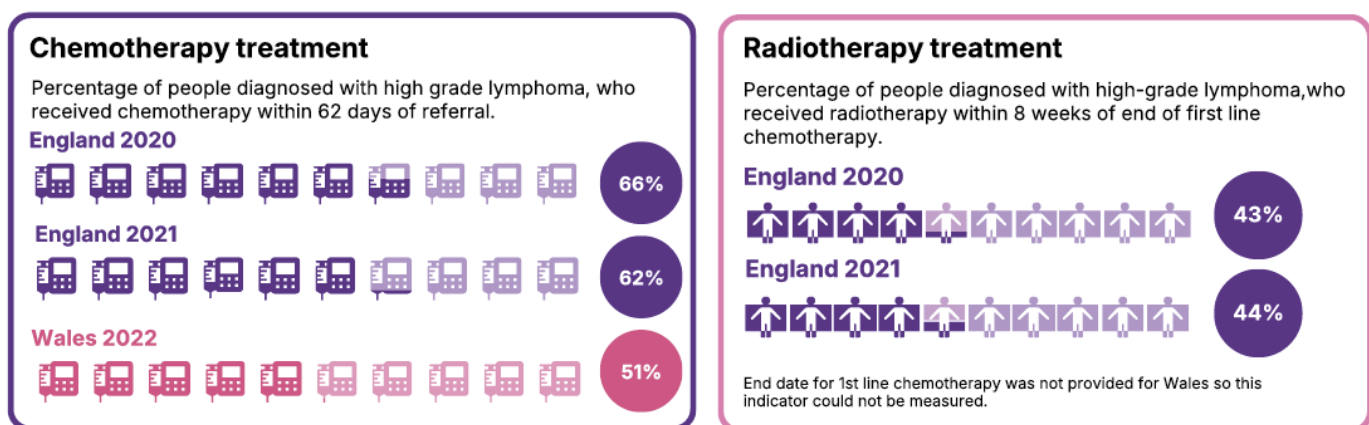 Chemotherapy treatment
Percentage of people diagnosed with high grade lymphoma, who
received chemotherapy within 62 days of referral.
England 2020
66%
England 2021
62%
Wales 2022
51%
Radiotherapy treatment
Percentage of people diagnosed with high-grade lymphoma,who
received radiotherapy within 8 weeks of end of first line
chemotherapy.
England 2020
43%
England 2021
44%
End date for 1st line chemotherapy was not provided for Wales so this
indicator could not be measured.